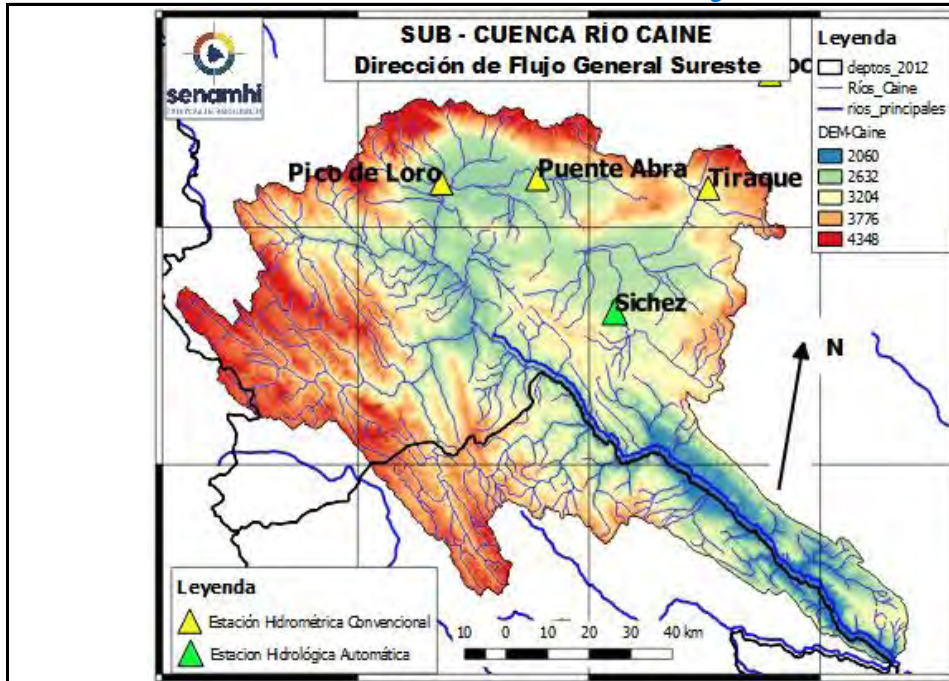 SUB - CUENCA RÍO CAINE
Dirección de Flujo General Sureste
senamhi
Leyenda
deptos_2012
Ríos_Caine
rios_principales
DEM-Caine
2060
2632
3204
3776
4348
Pico de Loro
Puente Abra
Tiraque
Sichez
N
Leyenda
Estación Hidrométrica Convencional
Estacion Hidrológica Automática
10 0 10 20 30 40 km